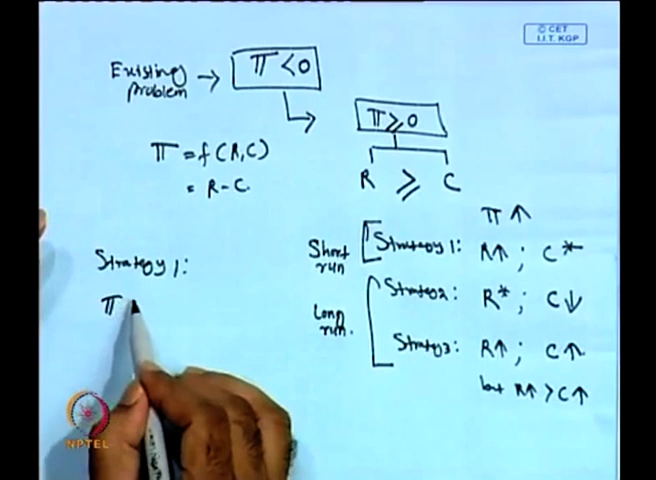 © CET
I.I.T. KGP
Existing problem → π < 0
π ≥ 0
π = f(R,C)
= R - C.
R ≥ C
π ↑
Short run
Strategy 1: R↑ ; C*
Long run.
Strategy 2: R* ; C↓
Strategy 3: R↑ ; C↑
but R↑ > C↑
Strategy 1:
π
NPTEL